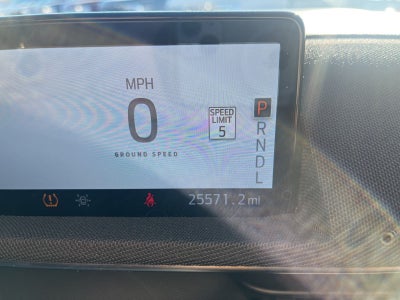 MPH
0
GROUND SPEED
SPEED
LIMIT
5
P
R
N
D
L
25571.2 mi